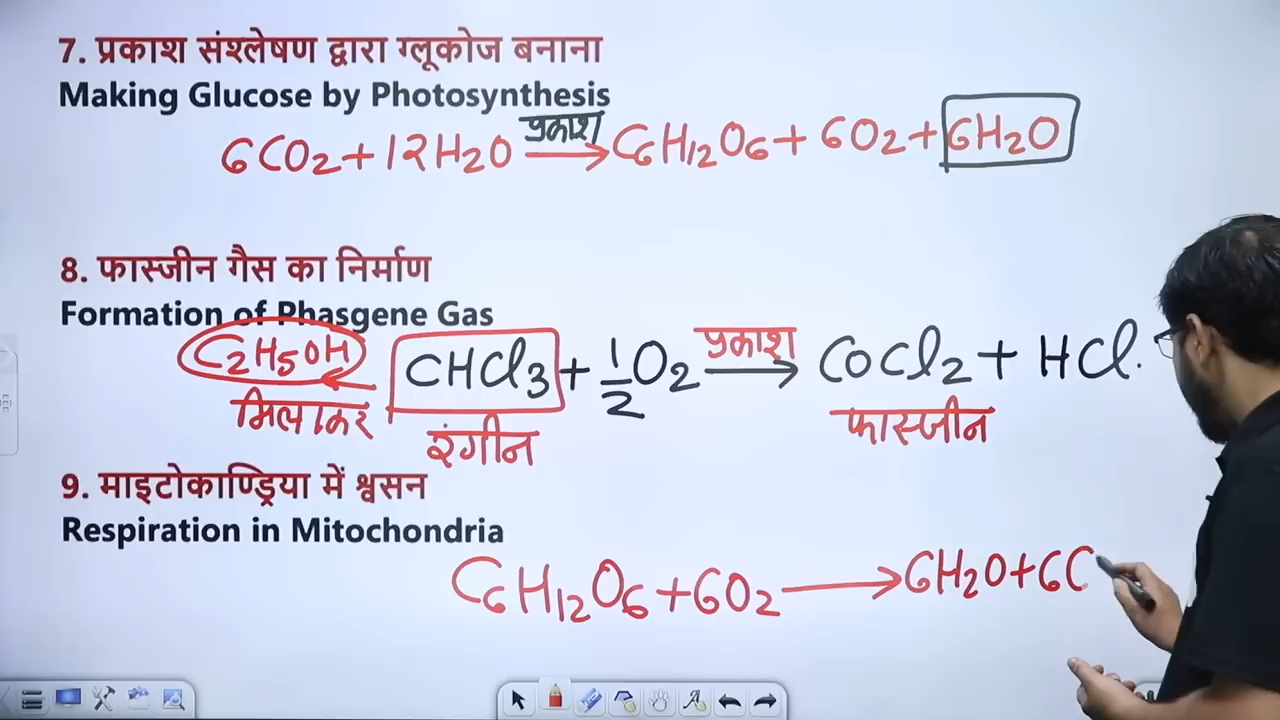 7. प्रकाश संश्लेषण द्वारा ग्लूकोज बनाना
Making Glucose by Photosynthesis
6CO2 + 12H2O प्रकाश → C6H12O6 + 6O2 + 6H2O
8. फास्जीन गैस का निर्माण
Formation of Phasgene Gas
C2H5OH ← CHCl3 + 1/2 O2 प्रकाश → COCl2 + HCl.
मिलाकर रंगीन फास्जीन
9. माइटोकाण्ड्रिया में श्वसन
Respiration in Mitochondria
C6H12O6 + 6O2 → 6H2O + 6C